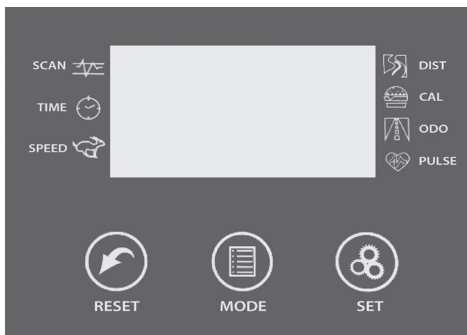 SCAN
TIME
SPEED
DIST
CAL
ODO
PULSE
RESET
MODE
SET